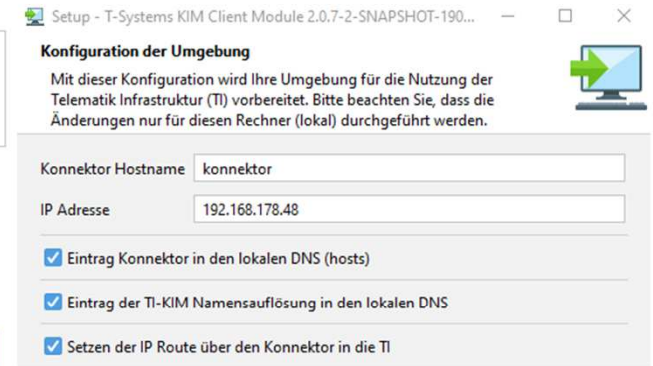 Setup - T-Systems KIM Client Module 2.0.7-2-SNAPSHOT-190...
Konfiguration der Umgebung
Mit dieser Konfiguration wird Ihre Umgebung für die Nutzung der
Telematik Infrastruktur (TI) vorbereitet. Bitte beachten Sie, dass die
Änderungen nur für diesen Rechner (lokal) durchgeführt werden.
Konnektor Hostname konnektor
IP Adresse 192.168.178.48
Eintrag Konnektor in den lokalen DNS (hosts)
Eintrag der TI-KIM Namensauflösung in den lokalen DNS
Setzen der IP Route über den Konnektor in die TI